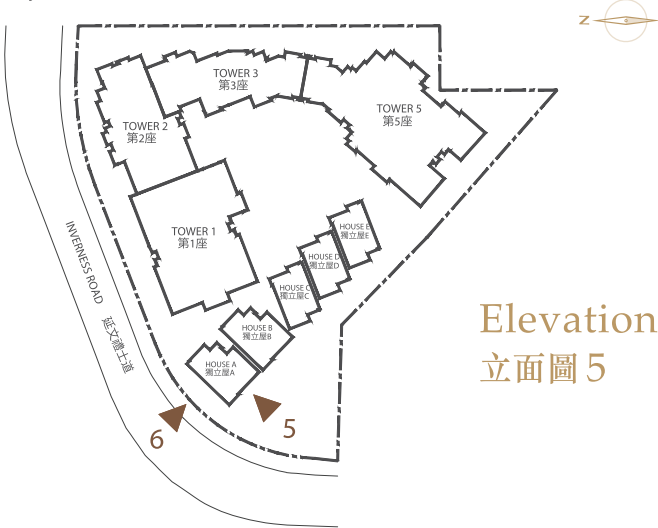 Z
TOWER 3
第3座
TOWER 5
第5座
TOWER 2
第2座
TOWER 1
第1座
HOUSE E
獨立屋E
HOUSE D
獨立屋D
HOUSE C
獨立屋C
HOUSE B
獨立屋B
HOUSE A
獨立屋A
INVERNESS ROAD 延文禮士道
5
6
Elevation
立面圖 5